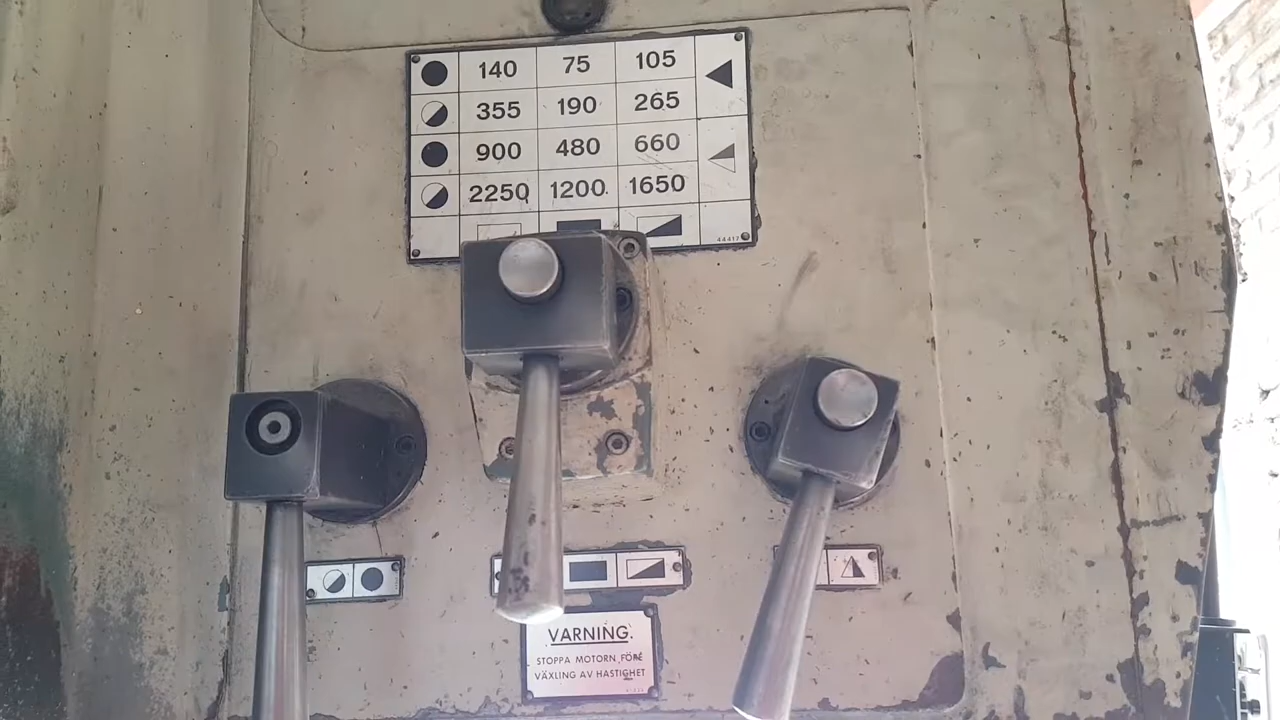 140 75 105
355 190 265
900 480 660
2250 1200 1650
44417
VARNING.
STOPPA MOTORN FÖRE
VÄXLING AV HASTIGHET